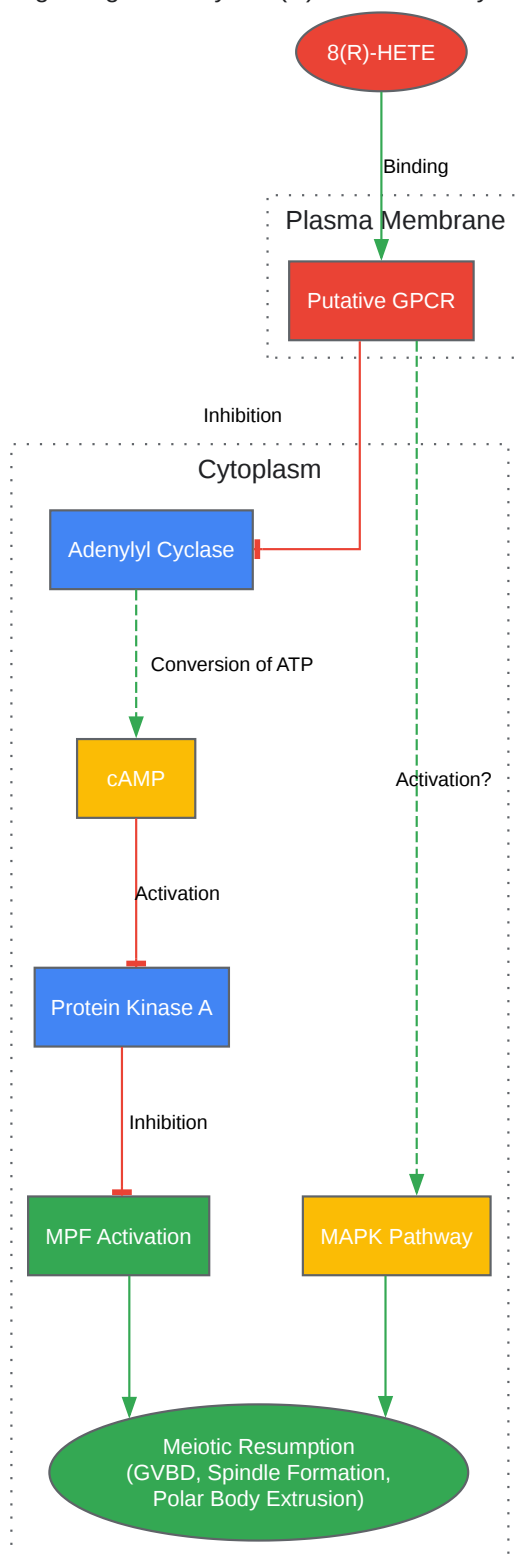 8(R)-HETE
Binding
Plasma Membrane
Putative GPCR
Inhibition
Cytoplasm
Adenylyl Cyclase
Conversion of ATP
cAMP
Activation?
Activation
Protein Kinase A
Inhibition
MPF Activation
MAPK Pathway
Meiotic Resumption
(GVBD, Spindle Formation,
Polar Body Extrusion)